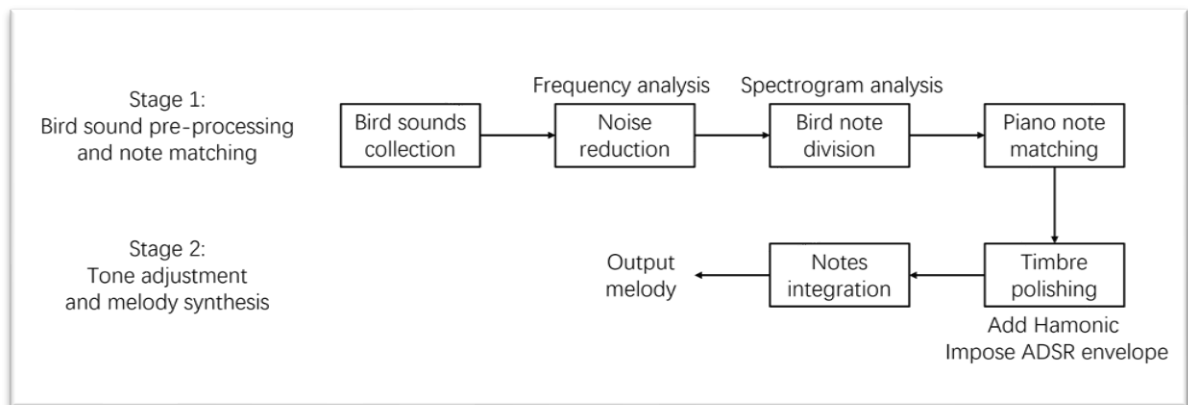 Stage 1:
Bird sound pre-processing
and note matching
Bird sounds
collection
Frequency analysis
Noise
reduction
Spectrogram analysis
Bird note
division
Piano note
matching
Stage 2:
Tone adjustment
and melody synthesis
Output
melody
Notes
integration
Timbre
polishing
Add Hamonic
Impose ADSR envelope